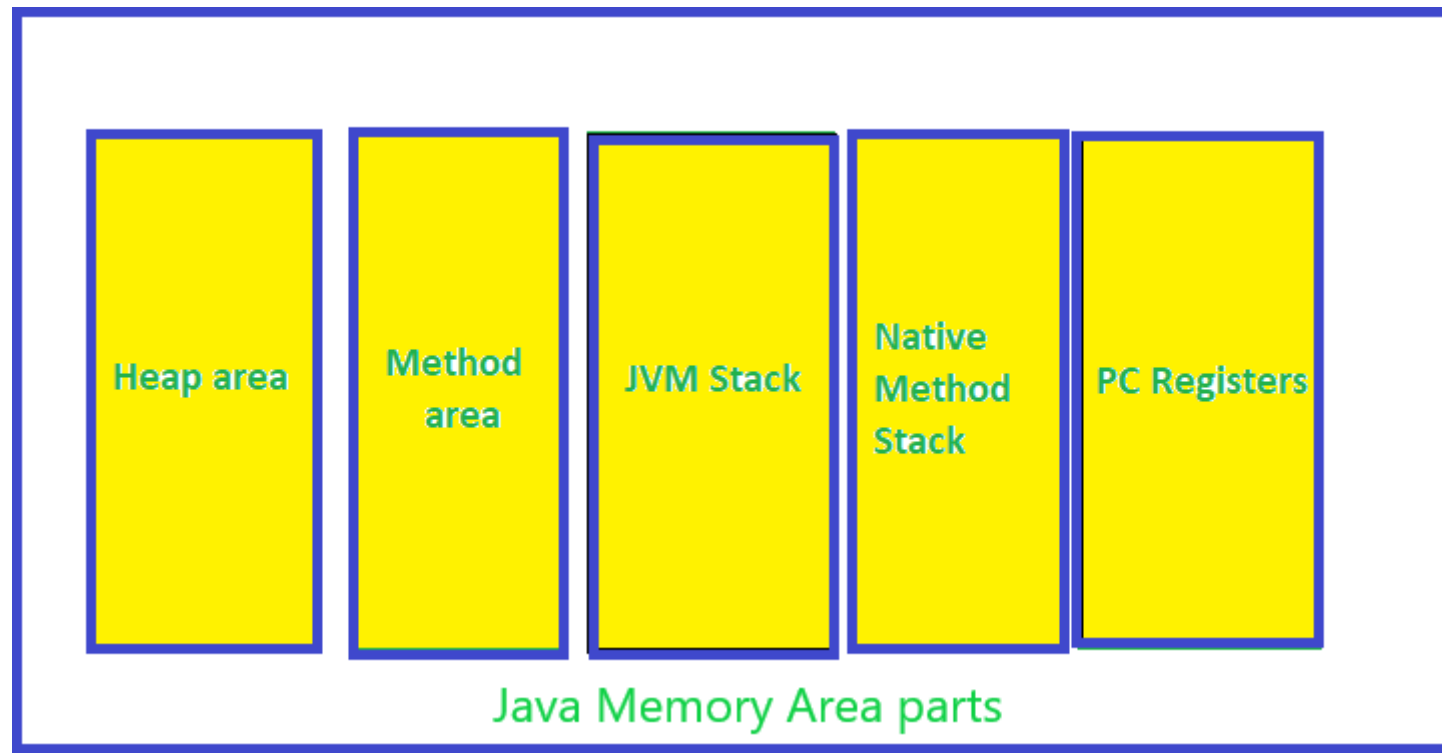 Heap area
Method
area
JVM Stack
Native
Method
Stack
PC Registers
Java Memory Area parts